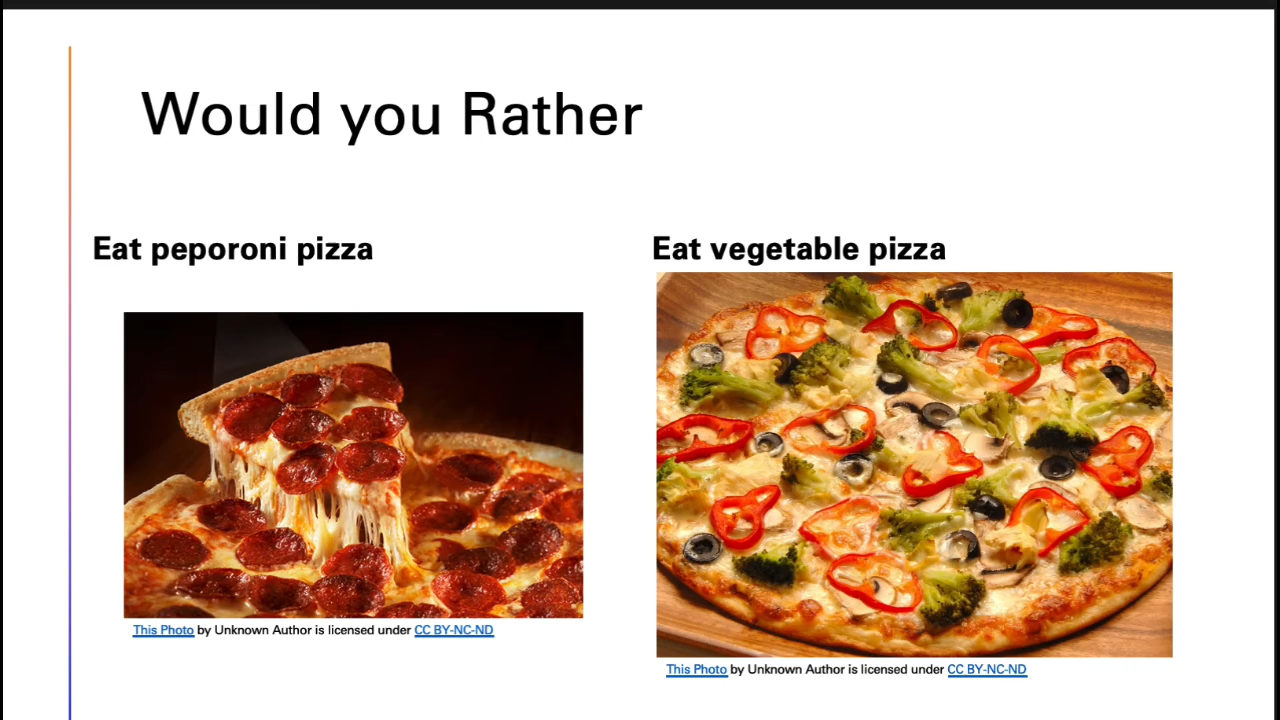 Would you Rather
Eat peporoni pizza
Eat vegetable pizza
This Photo by Unknown Author is licensed under CC BY-NC-ND
This Photo by Unknown Author is licensed under CC BY-NC-ND